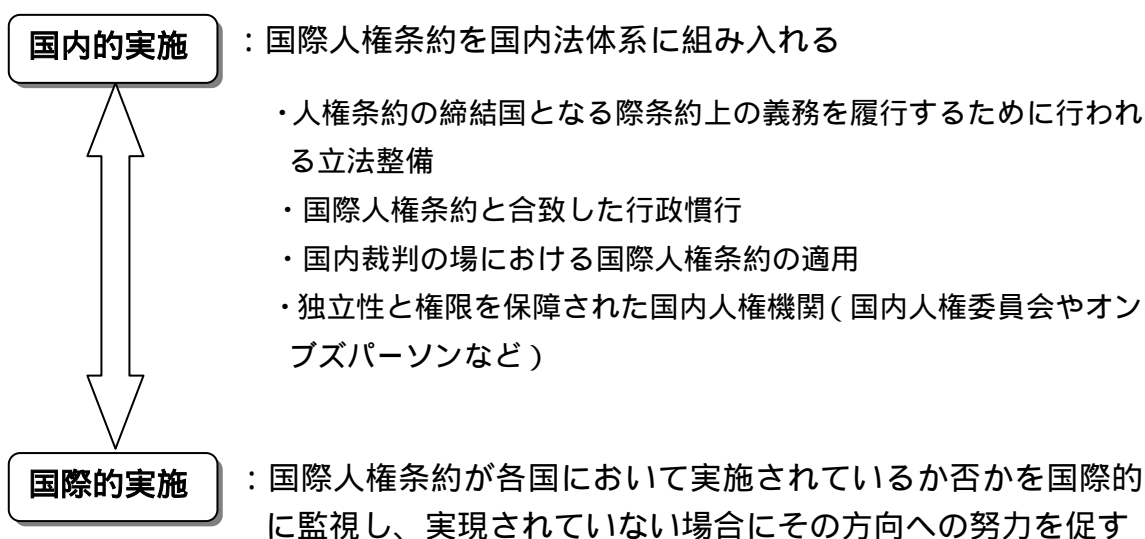 国内的実施 :国際人権条約を国内法体系に組み入れる
・人権条約の締結国となる際条約上の義務を履行するために行われ
る立法整備
・国際人権条約と合致した行政慣行
・国内裁判の場における国際人権条約の適用
・独立性と権限を保障された国内人権機関(国内人権委員会やオン
ブズパーソンなど)
国際的実施 :国際人権条約が各国において実施されているか否かを国際的
に監視し、実現されていない場合にその方向への努力を促す